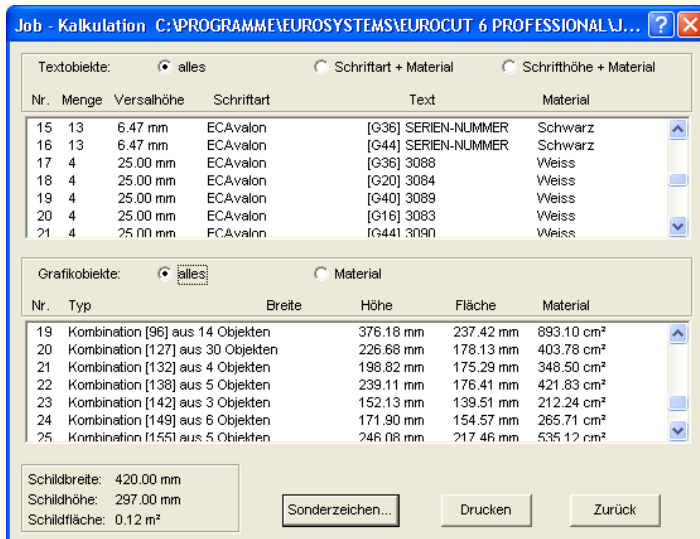 Job - Kalkulation C:\PROGRAMME\EUROSYSTEMS\EUROCUT 6 PROFESSIONAL\J...
Textobiekte: alles Schriftart + Material Schrifthöhe + Material
Nr. Menge Versalhöhe Schriftart Text Material
15 13 6.47 mm ECAvalon [G36] SERIEN-NUMMER Schwarz
16 13 6.47 mm ECAvalon [G44] SERIEN-NUMMER Schwarz
17 4 25.00 mm ECAvalon [G36] 3088 Weiss
18 4 25.00 mm ECAvalon [G20] 3084 Weiss
19 4 25.00 mm ECAvalon [G40] 3089 Weiss
20 4 25.00 mm ECAvalon [G16] 3083 Weiss
21 4 25.00 mm ECAvalon [G44] 3090 Weiss
Grafikobiekte: alles Material
Nr. Typ Breite Höhe Fläche Material
19 Kombination [96] aus 14 Objekten 376.18 mm 237.42 mm 893.10 cm²
20 Kombination [127] aus 30 Objekten 226.68 mm 178.13 mm 403.78 cm²
21 Kombination [132] aus 4 Objekten 198.82 mm 175.29 mm 348.50 cm²
22 Kombination [138] aus 5 Objekten 239.11 mm 176.41 mm 421.83 cm²
23 Kombination [142] aus 3 Objekten 152.13 mm 139.51 mm 212.24 cm²
24 Kombination [149] aus 6 Objekten 171.90 mm 154.57 mm 265.71 cm²
25 Kombination [155] aus 5 Objekten 246.08 mm 217.46 mm 535.12 cm²
Schildbreite: 420.00 mm
Schildhöhe: 297.00 mm
Schildfläche: 0.12 m²
Sonderzeichen... Drucken Zurück